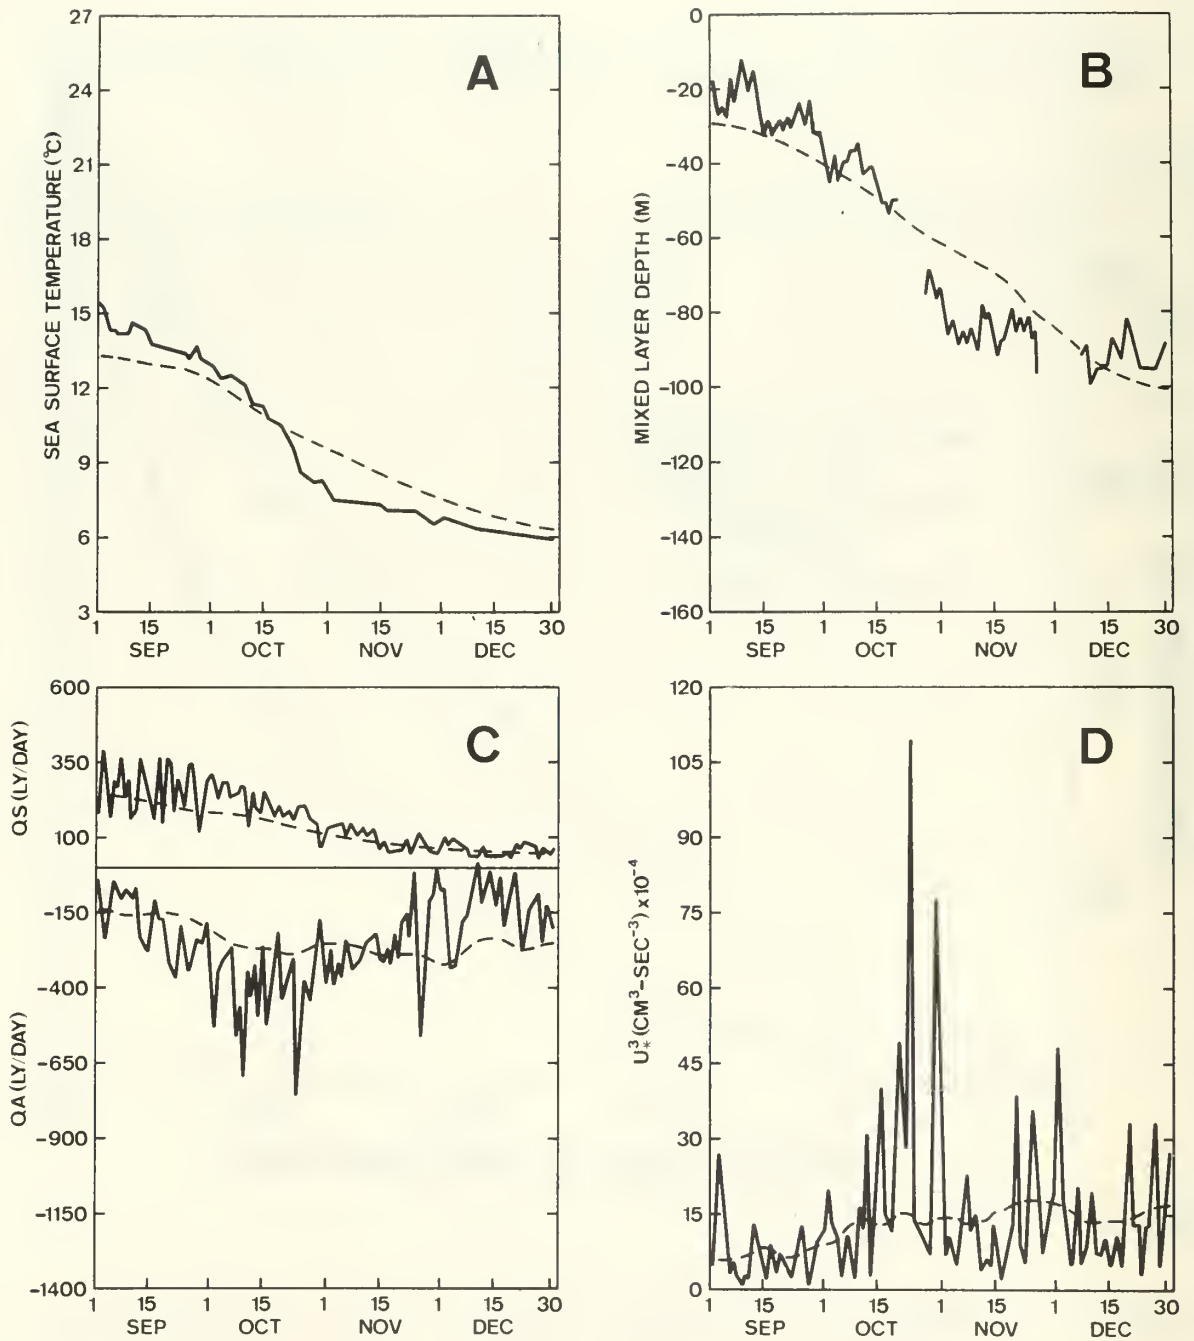 A
SEA SURFACE TEMPERATURE (°C)
27
24
21
18
15
12
9
6
3
1 15 1 15 1 15 1 15 30
SEP OCT NOV DEC
B
MIXED LAYER DEPTH (M)
0
-20
-40
-60
-80
-100
-120
-140
-160
1 15 1 15 1 15 1 15 30
SEP OCT NOV DEC
C
QS (LY/DAY)
QA (LY/DAY)
600
350
100
-150
-400
-650
-900
-1150
-1400
1 15 1 15 1 15 1 15 30
SEP OCT NOV DEC
D
U³* (CM³-SEC⁻³) x10⁻⁴
120
105
90
75
60
45
30
15
0
1 15 1 15 1 15 1 15 30
SEP OCT NOV DEC